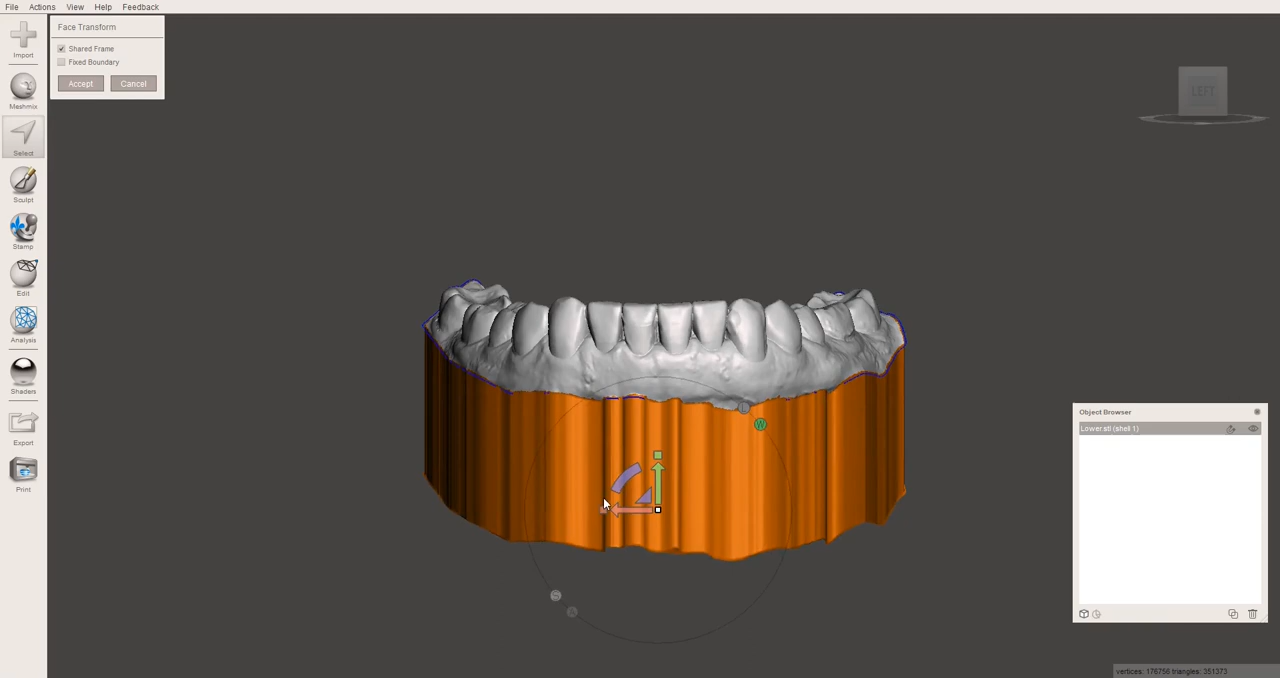 File Actions View Help Feedback
Face Transform
Shared Frame
Fixed Boundary
Accept Cancel
Import
Meshmix
Select
Sculpt
Stamp
Edit
Analysis
Shaders
Export
Print
LEFT
W
Object Browser
Lower.stl (shell 1)
vertices: 176756 triangles: 351373